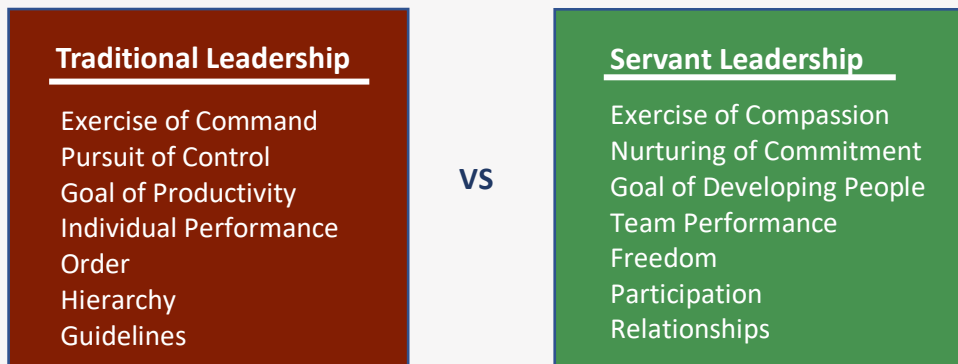 Traditional Leadership
Exercise of Command
Pursuit of Control
Goal of Productivity
Individual Performance
Order
Hierarchy
Guidelines
VS
Servant Leadership
Exercise of Compassion
Nurturing of Commitment
Goal of Developing People
Team Performance
Freedom
Participation
Relationships